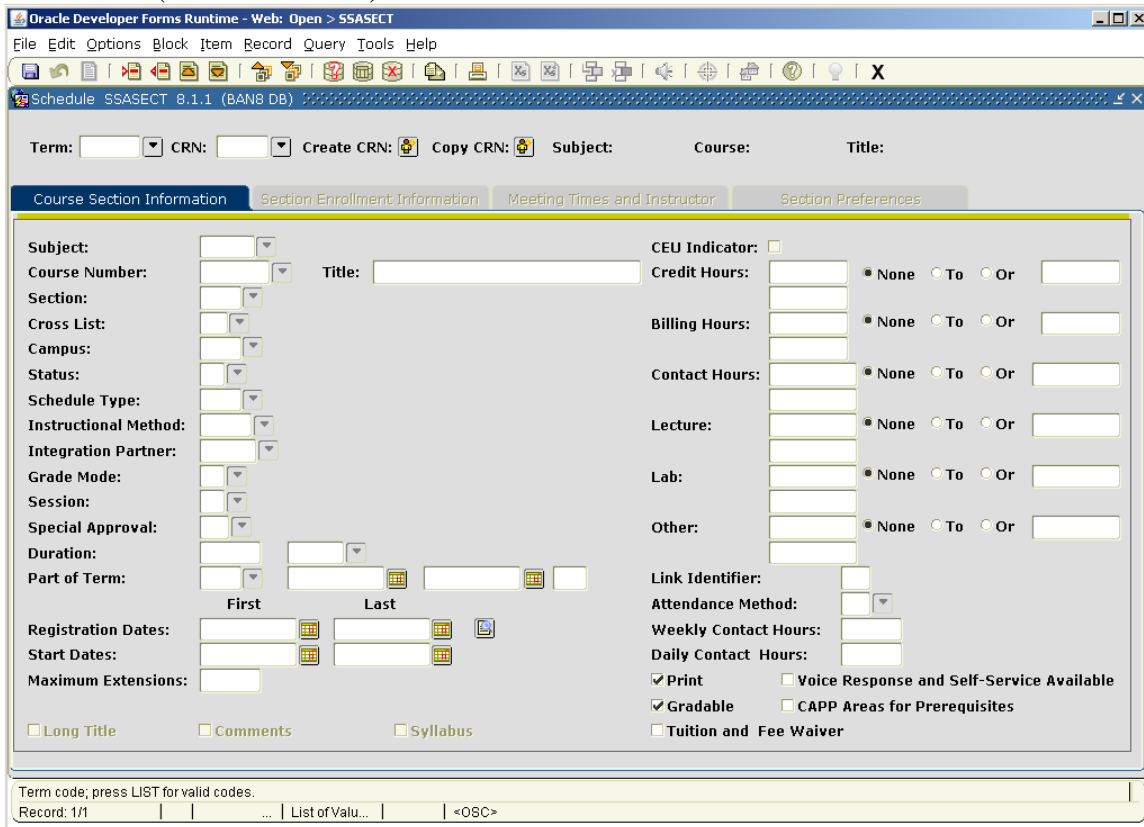 Oracle Developer Forms Runtime - Web: Open > SSASECT
File Edit Options Block Item Record Query Tools Help
X
Schedule SSASECT 8.1.1 (BAN8 DB)
Term: CRN: Create CRN: Copy CRN: Subject: Course: Title:
Course Section Information Section Enrollment Information Meeting Times and Instructor Section Preferences
Subject: CEU Indicator:
Course Number: Title: Credit Hours: None To Or
Section:
Cross List: Billing Hours: None To Or
Campus:
Status: Contact Hours: None To Or
Schedule Type:
Instructional Method: Lecture: None To Or
Integration Partner:
Grade Mode: Lab: None To Or
Session:
Special Approval: Other: None To Or
Duration:
Part of Term: Link Identifier:
First Last Attendance Method:
Registration Dates: Weekly Contact Hours:
Start Dates: Daily Contact Hours:
Maximum Extensions: Print Voice Response and Self-Service Available
Gradable CAPP Areas for Prerequisites
Long Title Comments Syllabus Tuition and Fee Waiver
Term code; press LIST for valid codes.
Record: 1/1 ... List of Valu... <OSC>